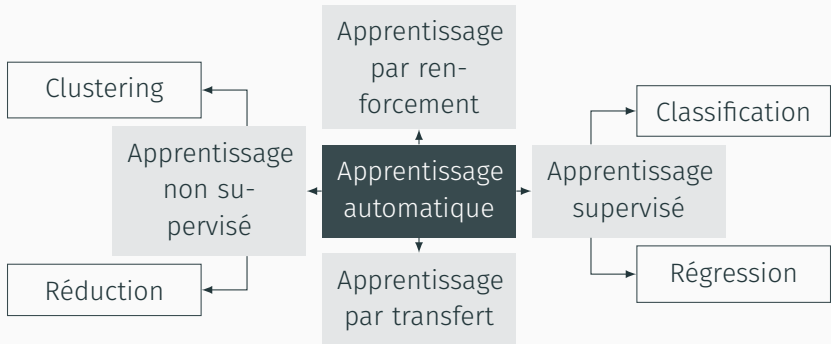 Apprentissage
par ren-
forcement
Clustering
Classification
Apprentissage
non su-
pervisé
Apprentissage
automatique
Apprentissage
supervisé
Réduction
Apprentissage
par transfert
Régression